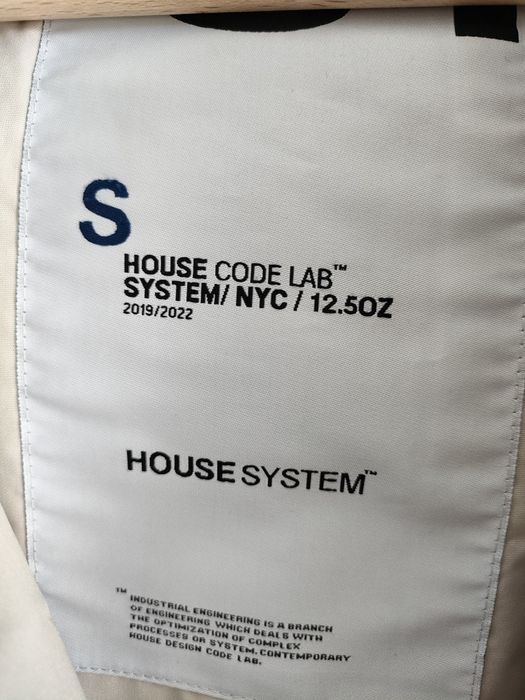 S
HOUSE CODE LAB™
SYSTEM/ NYC / 12.5OZ
2019/2022
HOUSE SYSTEM™
™ INDUSTRIAL ENGINEERING IS A BRANCH
OF ENGINEERING WHICH DEALS WITH
THE OPTIMIZATION OF COMPLEX
PROCESSES OR SYSTEM. CONTEMPORARY
HOUSE DESIGN CODE LAB.